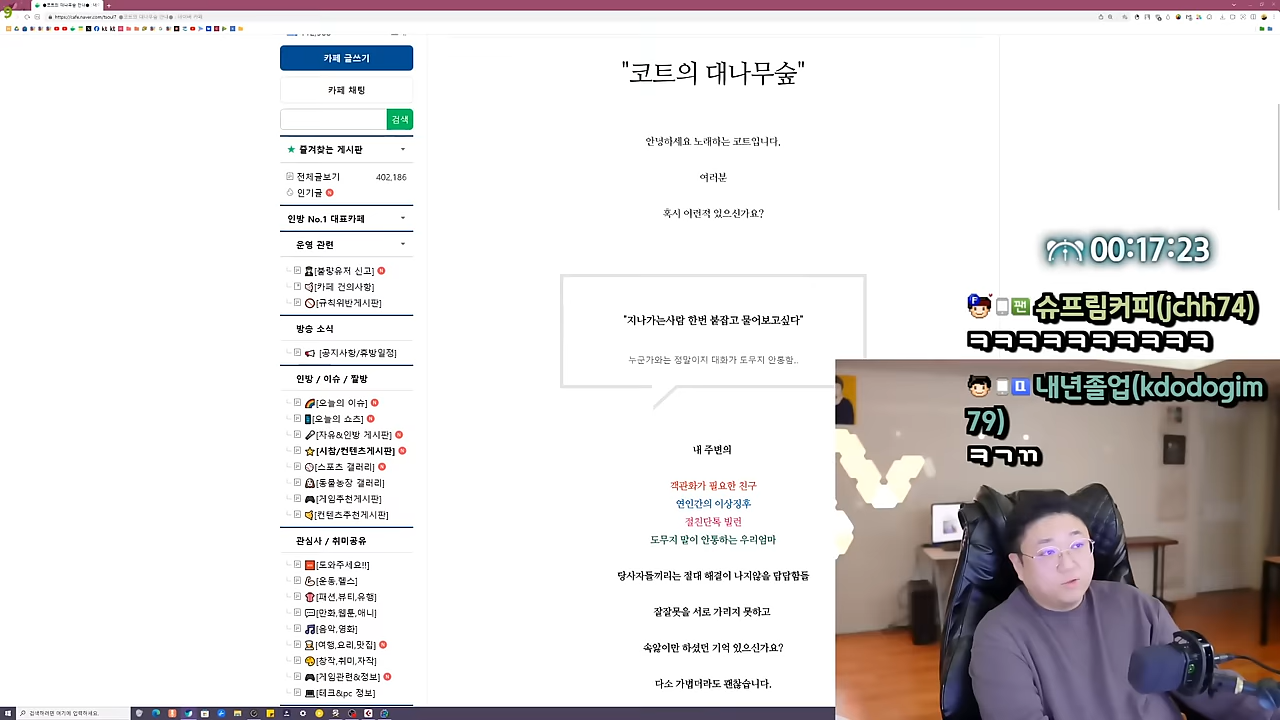 카페 글쓰기
카페 채팅
검색
즐겨찾는 게시판
전체글보기 402,186
인기글
인방 No.1 대표카페
운영 관련
[불량유저 신고]
[카페 건의사항]
[규칙위반게시판]
방송 소식
[공지사항/휴방일정]
인방 / 이슈 / 짤방
[오늘의 이슈]
[오늘의 쇼츠]
[자유&인방 게시판]
[시참/컨텐츠게시판]
[스포츠 갤러리]
[동물농장 갤러리]
[게임추천게시판]
[컨텐츠추천게시판]
관심사 / 취미공유
[도와주세요!!]
[운동,헬스]
[패션,뷰티,유행]
[만화,웹툰,애니]
[음악,영화]
[여행,요리,맛집]
[창작,취미,자작]
[게임관련&정보]
[테크&pc 정보]
"코트의 대나무숲"
안녕하세요 노래하는 코트입니다.
여러분
혹시 이런적 있으신가요?
"지나가는사람 한번 붙잡고 물어보고싶다"
누군가와는 정말이지 대화가 도무지 안통함..
내 주변의
객관화가 필요한 친구
연인간의 이상징후
절친단톡 빌런
도무지 말이 안통하는 우리엄마
당사자들끼리는 절대 해결이 나지않을 답답함들
잘잘못을 서로 가리지 못하고
속앓이만 하셨던 기억 있으신가요?
다소 가볍더라도 괜찮습니다.
00:17:23
F 팬 슈프림커피(jchh74)
ㅋㅋㅋㅋㅋㅋㅋㅋㅋㅋ
내년졸업(kdodogim
79)
ㅋㄱㄲ
검색하려면 여기에 입력하세요.